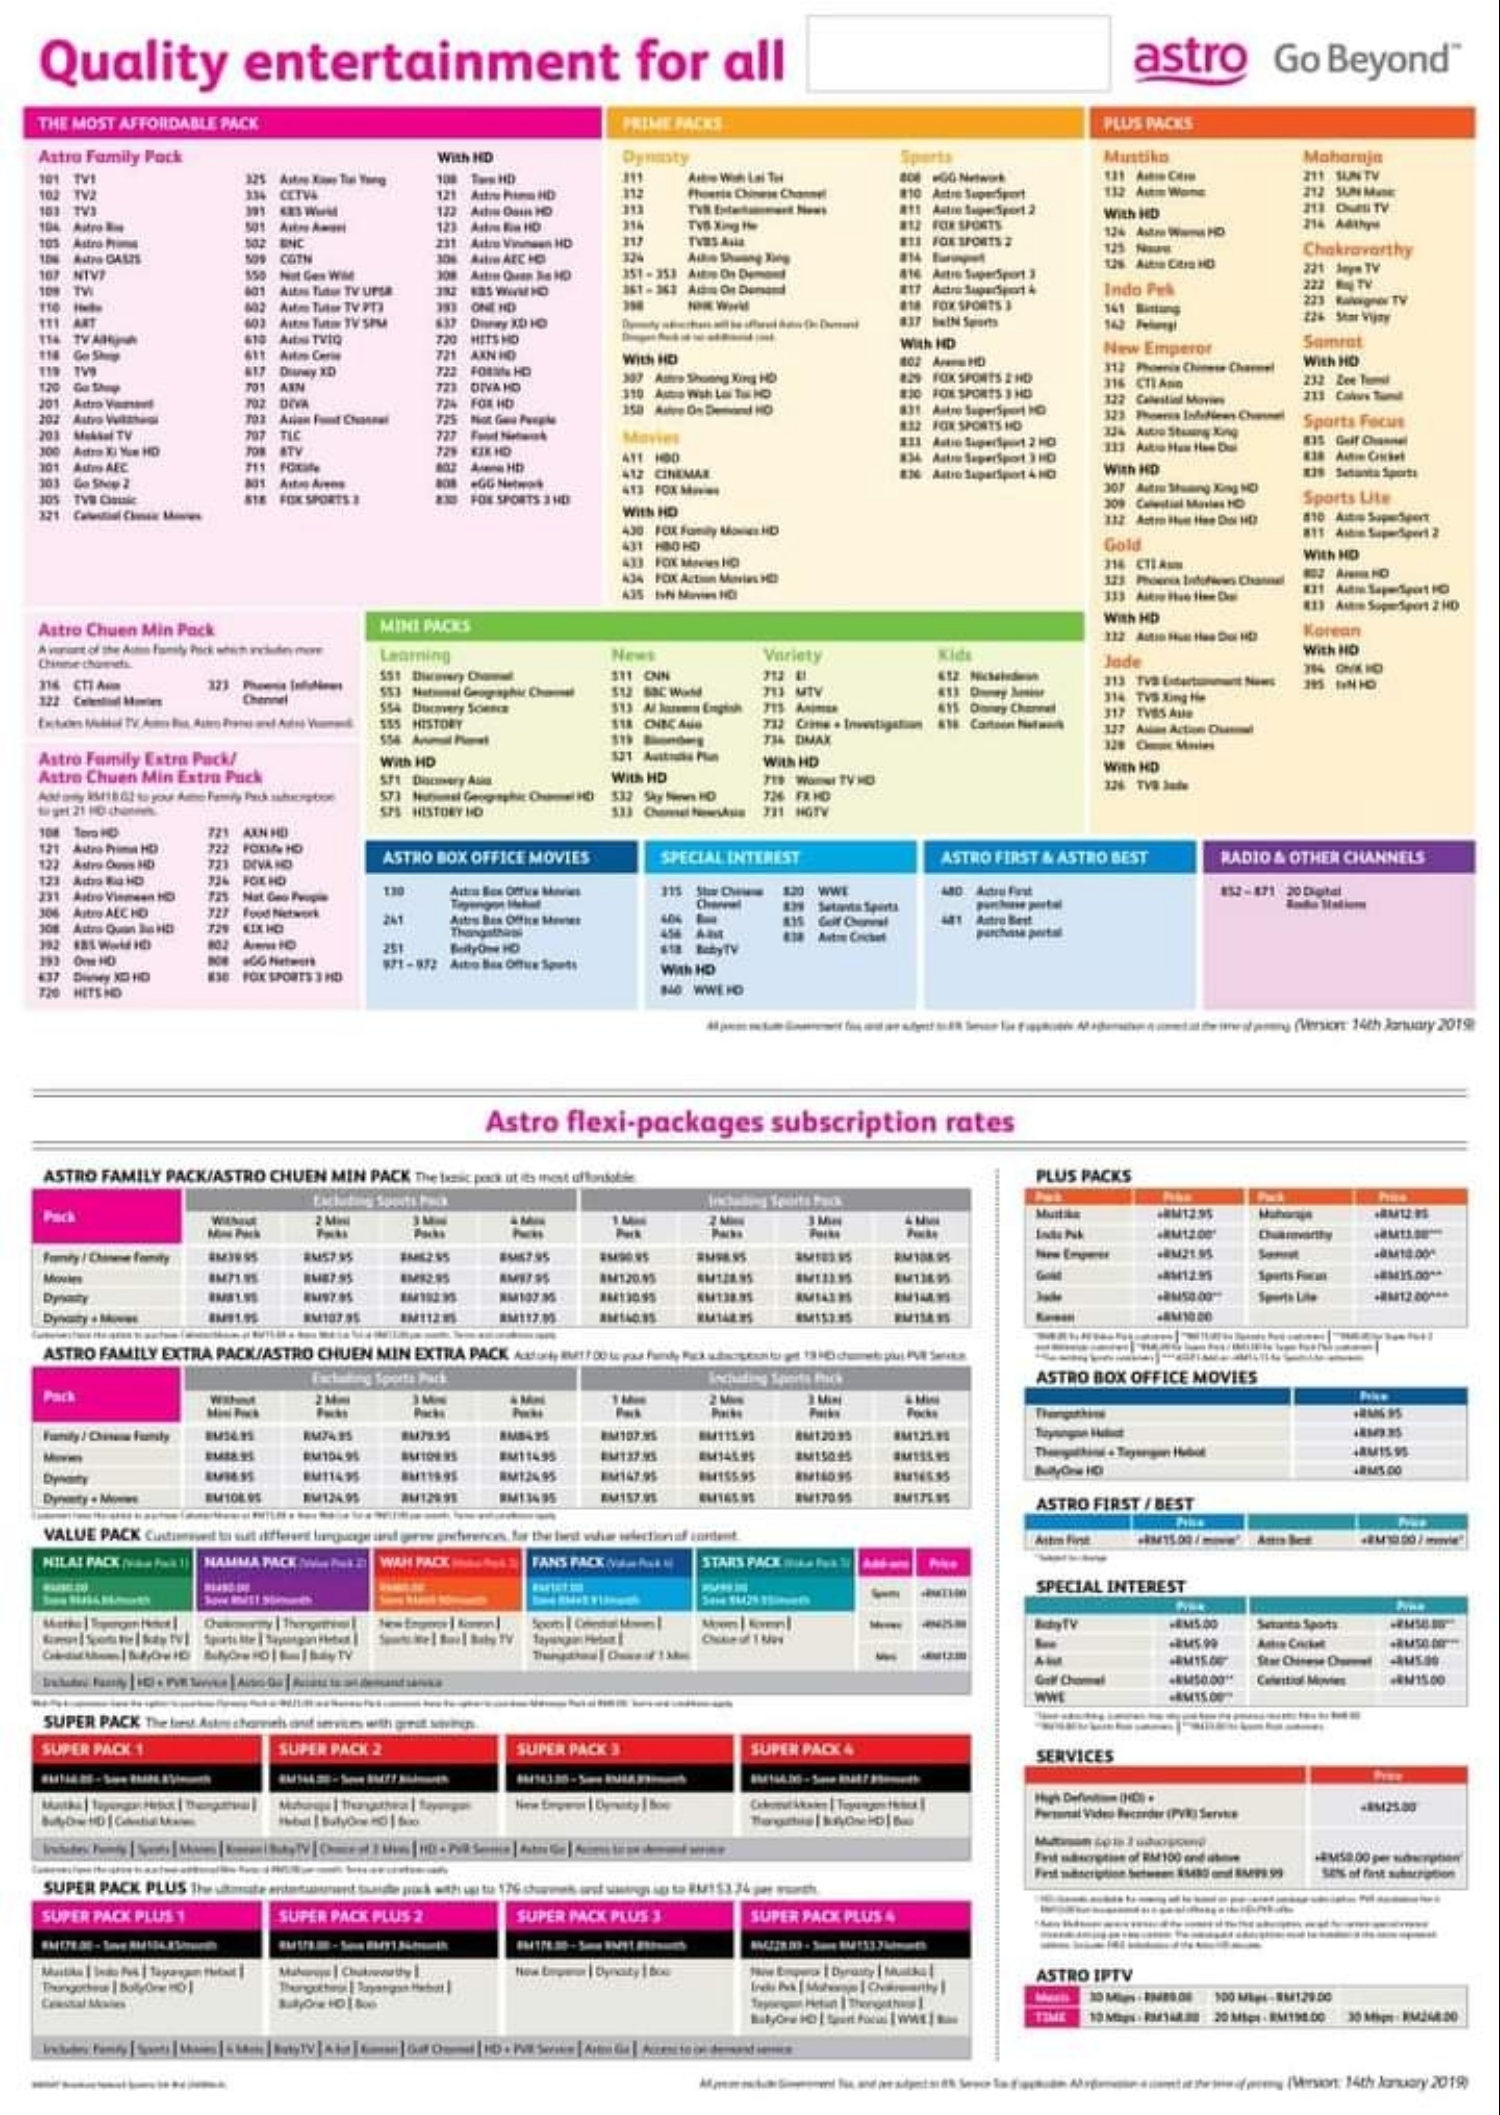 Quality entertainment for all
astro Go Beyond™
THE MOST AFFORDABLE PACK
Astro Family Pack
101 TV1
102 TV2
103 TV3
104 Astro Ria
105 Astro Prima
106 Astro OASIS
107 NTV7
109 TVi
110 Hello
111 ART
114 TV AlHijrah
118 Go Shop
119 TV9
120 Go Shop
201 Astro Vaanavil
202 Astro Vellithirai
203 Makkal TV
300 Astro Xi Yue HD
301 Astro AEC
303 Go Shop 2
305 TVB Classic
321 Celestial Classic Movies
325 Astro Xiao Tai Yang
334 CCTV4
391 KBS World
501 Astro Awani
502 BNC
509 CGTN
550 Nat Geo Wild
601 Astro Tutor TV UPSR
602 Astro Tutor TV PT3
603 Astro Tutor TV SPM
610 Astro TVIQ
611 Astro Ceria
617 Disney XD
701 AXN
702 DIVA
703 Asian Food Channel
707 TLC
708 8TV
711 FOXlife
801 Astro Arena
818 FOX SPORTS 3
With HD
108 Tara HD
121 Astro Prima HD
122 Astro Oasis HD
123 Astro Ria HD
231 Astro Vinmeen HD
306 Astro AEC HD
308 Astro Quan Jia HD
392 KBS World HD
393 ONE HD
637 Disney XD HD
720 HITS HD
721 AXN HD
722 FOXlife HD
723 DIVA HD
724 FOX HD
725 Nat Geo People
727 Food Network
729 KIX HD
802 Arena HD
808 eGG Network
830 FOX SPORTS 3 HD
PRIME PACKS
Dynasty
311 Astro Wah Lai Toi
312 Phoenix Chinese Channel
313 TVB Entertainment News
314 TVB Xing He
317 TVBS Asia
324 Astro Shuang Xing
351 – 353 Astro On Demand
361 – 363 Astro On Demand
398 NHK World
Dynasty subscribers will be offered Astro On Demand
Dragon Pack at no additional cost.
With HD
307 Astro Shuang Xing HD
310 Astro Wah Lai Toi HD
350 Astro On Demand HD
Movies
411 HBO
412 CINEMAX
413 FOX Movies
With HD
430 FOX Family Movies HD
431 HBO HD
433 FOX Movies HD
434 FOX Action Movies HD
435 tvN Movies HD
Sports
808 eGG Network
810 Astro SuperSport
811 Astro SuperSport 2
812 FOX SPORTS
813 FOX SPORTS 2
814 Eurosport
816 Astro SuperSport 3
817 Astro SuperSport 4
818 FOX SPORTS 3
837 beIN Sports
With HD
802 Arena HD
829 FOX SPORTS 2 HD
830 FOX SPORTS 3 HD
831 Astro SuperSport HD
832 FOX SPORTS HD
833 Astro SuperSport 2 HD
834 Astro SuperSport 3 HD
836 Astro SuperSport 4 HD
PLUS PACKS
Mustika
131 Astro Citra
132 Astro Warna
With HD
124 Astro Warna HD
125 Naura
126 Astro Citra HD
Indo Pek
141 Bintang
142 Pelangi
New Emperor
312 Phoenix Chinese Channel
316 CTI Asia
322 Celestial Movies
323 Phoenix InfoNews Channel
324 Astro Shuang Xing
333 Astro Hua Hee Dai
With HD
307 Astro Shuang Xing HD
309 Celestial Movies HD
332 Astro Hua Hee Dai HD
Gold
316 CTI Asia
323 Phoenix InfoNews Channel
333 Astro Hua Hee Dai
With HD
332 Astro Hua Hee Dai HD
Jade
313 TVB Entertainment News
314 TVB Xing He
317 TVBS Asia
327 Asian Action Channel
328 Classic Movies
With HD
326 TVB Jade
Maharaja
211 SUN TV
212 SUN Music
213 Chutti TV
214 Adithya
Chakravarthy
221 Jaya TV
222 Raj TV
223 Kalaignar TV
224 Star Vijay
Samrat
With HD
232 Zee Tamil
233 Colors Tamil
Sports Focus
835 Golf Channel
838 Astro Cricket
839 Setanta Sports
Sports Lite
810 Astro SuperSport
811 Astro SuperSport 2
With HD
802 Arena HD
831 Astro SuperSport HD
833 Astro SuperSport 2 HD
Korean
With HD
394 Oh!K HD
395 tvN HD
Astro Chuen Min Pack
A variant of the Astro Family Pack which includes more
Chinese channels.
316 CTI Asia
322 Celestial Movies
323 Phoenix InfoNews
Channel
Excludes Makkal TV, Astro Ria, Astro Prima and Astro Vaanavil.
Astro Family Extra Pack/
Astro Chuen Min Extra Pack
Add only RM18.02 to your Astro Family Pack subscription
to get 21 HD channels.
108 Tara HD
121 Astro Prima HD
122 Astro Oasis HD
123 Astro Ria HD
231 Astro Vinmeen HD
306 Astro AEC HD
308 Astro Quan Jia HD
392 KBS World HD
393 One HD
637 Disney XD HD
720 HITS HD
721 AXN HD
722 FOXlife HD
723 DIVA HD
724 FOX HD
725 Nat Geo People
727 Food Network
729 KIX HD
802 Arena HD
808 eGG Network
830 FOX SPORTS 3 HD
MINI PACKS
Learning
551 Discovery Channel
553 National Geographic Channel
554 Discovery Science
555 HISTORY
556 Animal Planet
With HD
571 Discovery Asia
573 National Geographic Channel HD
575 HISTORY HD
News
511 CNN
512 BBC World
513 Al Jazeera English
518 CNBC Asia
519 Bloomberg
521 Australia Plus
With HD
532 Sky News HD
533 Channel NewsAsia
Variety
712 E!
713 MTV
715 Animax
732 Crime + Investigation
734 DMAX
With HD
719 Warner TV HD
726 FX HD
731 HGTV
Kids
612 Nickelodeon
613 Disney Junior
615 Disney Channel
616 Cartoon Network
ASTRO BOX OFFICE MOVIES
130 Astro Box Office Movies
Tayangan Hebat
241 Astro Box Office Movies
Thangathirai
251 BollyOne HD
971 – 972 Astro Box Office Sports
SPECIAL INTEREST
315 Star Chinese
Channel
404 Boo
456 A-list
618 BabyTV
With HD
840 WWE HD
820 WWE
839 Setanta Sports
835 Golf Channel
838 Astro Cricket
ASTRO FIRST & ASTRO BEST
480 Astro First
purchase portal
481 Astro Best
purchase portal
RADIO & OTHER CHANNELS
852 – 871 20 Digital
Radio Stations
All prices exclude Government Tax, and are subject to 6% Service Tax if applicable. All information is correct at the time of printing. (Version: 14th January 2019)
Astro flexi-packages subscription rates
ASTRO FAMILY PACK/ASTRO CHUEN MIN PACK The basic pack at its most affordable.
Pack Excluding Sports Pack Including Sports Pack
Without Mini Pack 2 Mini Packs 3 Mini Packs 4 Mini Packs 1 Mini Pack 2 Mini Packs 3 Mini Packs 4 Mini Packs
Family / Chinese Family RM39.95 RM57.95 RM62.95 RM67.95 RM90.95 RM98.95 RM103.95 RM108.95
Movies RM71.95 RM87.95 RM92.95 RM97.95 RM120.95 RM128.95 RM133.95 RM138.95
Dynasty RM81.95 RM97.95 RM102.95 RM107.95 RM130.95 RM138.95 RM143.95 RM148.95
Dynasty + Movies RM91.95 RM107.95 RM112.95 RM117.95 RM140.95 RM148.95 RM153.95 RM158.95
ASTRO FAMILY EXTRA PACK/ASTRO CHUEN MIN EXTRA PACK Add only RM17.00 to your Family Pack subscription to get 19 HD channels plus PVR Service.
Pack Excluding Sports Pack Including Sports Pack
Without Mini Pack 2 Mini Packs 3 Mini Packs 4 Mini Packs 1 Mini Pack 2 Mini Packs 3 Mini Packs 4 Mini Packs
Family / Chinese Family RM56.95 RM74.95 RM79.95 RM84.95 RM107.95 RM115.95 RM120.95 RM125.95
Movies RM88.95 RM104.95 RM109.95 RM114.95 RM137.95 RM145.95 RM150.95 RM155.95
Dynasty RM98.95 RM114.95 RM119.95 RM124.95 RM147.95 RM155.95 RM160.95 RM165.95
Dynasty + Movies RM108.95 RM124.95 RM129.95 RM134.95 RM157.95 RM165.95 RM170.95 RM175.95
VALUE PACK Customised to suit different language and genre preferences, for the best value selection of content.
NILAI PACK (Value Pack 1)
Mustika | Tayangan Hebat |
Korean | Sports lite | Baby TV |
Celestial Movies | BollyOne HD
NAMMA PACK (Value Pack 2)
Chakravarthy | Thangathirai |
Sports lite | Tayangan Hebat |
BollyOne HD | Boo | Baby TV
WAH PACK
New Emperor | Korean |
Sports lite | Boo | Baby TV
FANS PACK (Value Pack 4)
Sports | Celestial Movies |
Tayangan Hebat |
Thangathirai | Choice of 1 Mini
STARS PACK
Movies | Korean |
Choice of 1 Mini
Add-ons Price
Sports
Movies +RM25.00
Mini +RM12.00
Includes: Family | HD + PVR Service | Astro Go | Access to on demand service
SUPER PACK The best Astro channels and services with great savings.
SUPER PACK 1
Mustika | Tayangan Hebat | Thangathirai |
BollyOne HD | Celestial Movies
SUPER PACK 2
Maharaja | Thangathirai | Tayangan
Hebat | BollyOne HD | Boo
SUPER PACK 3
New Emperor | Dynasty | Boo
SUPER PACK 4
Celestial Movies | Tayangan Hebat |
Thangathirai | BollyOne HD | Boo
Includes: Family | Sports | Movies | Korean | BabyTV | Choice of 3 Minis | HD + PVR Service | Astro Go | Access to on demand service
SUPER PACK PLUS The ultimate entertainment bundle pack with up to 176 channels and savings up to RM153.74 per month.
SUPER PACK PLUS 1
Mustika | Indo Pek | Tayangan Hebat |
Thangathirai | BollyOne HD |
Celestial Movies
SUPER PACK PLUS 2
Maharaja | Chakravarthy |
Thangathirai | Tayangan Hebat |
BollyOne HD | Boo
SUPER PACK PLUS 3
New Emperor | Dynasty | Boo
SUPER PACK PLUS 4
RM228.00 – Save RM153.74/month
New Emperor | Dynasty | Mustika |
Indo Pek | Maharaja | Chakravarthy |
Tayangan Hebat | Thangathirai |
BollyOne HD | Sport Focus | WWE | Boo
Includes: Family | Sports | Movies | 4 Minis | BabyTV | A-list | Korean | Golf Channel | HD + PVR Service | Astro Go | Access to on demand service
PLUS PACKS
Pack Price Pack Price
Mustika +RM12.95 Maharaja +RM12.95
Indo Pek +RM12.00* Chakravarthy +RM13.00***
New Emperor +RM21.95 Samrat +RM10.00^
Gold +RM12.95 Sports Focus +RM35.00^^
Jade +RM50.00** Sports Lite +RM12.00^^^
Korean +RM10.00
ASTRO BOX OFFICE MOVIES
Price
Thangathirai +RM6.95
Tayangan Hebat +RM9.95
Thangathirai + Tayangan Hebat +RM15.95
BollyOne HD +RM5.00
ASTRO FIRST / BEST
Price Price
Astro First +RM15.00 / movie* Astro Best +RM10.00 / movie*
*Subject to change
SPECIAL INTEREST
Price Price
BabyTV +RM5.00 Setanta Sports +RM50.00
Boo +RM5.99 Astro Cricket +RM50.00
A-list +RM15.00* Star Chinese Channel +RM5.00
Golf Channel +RM50.00** Celestial Movies +RM15.00
WWE +RM15.00
SERVICES
Price
High Definition (HD) +
Personal Video Recorder (PVR) Service +RM25.00
Multiroom (up to 3 subscriptions)
First subscription of RM100 and above +RM50.00 per subscription
First subscription between RM80 and RM99.99 50% of first subscription
ASTRO IPTV
Maxis 30 Mbps - RM89.00 100 Mbps - RM129.00
TIME 10 Mbps - RM148.00 20 Mbps - RM198.00 30 Mbps - RM248.00
All prices exclude Government Tax, and are subject to 6% Service Tax if applicable. All information is correct at the time of printing. (Version: 14th January 2019)